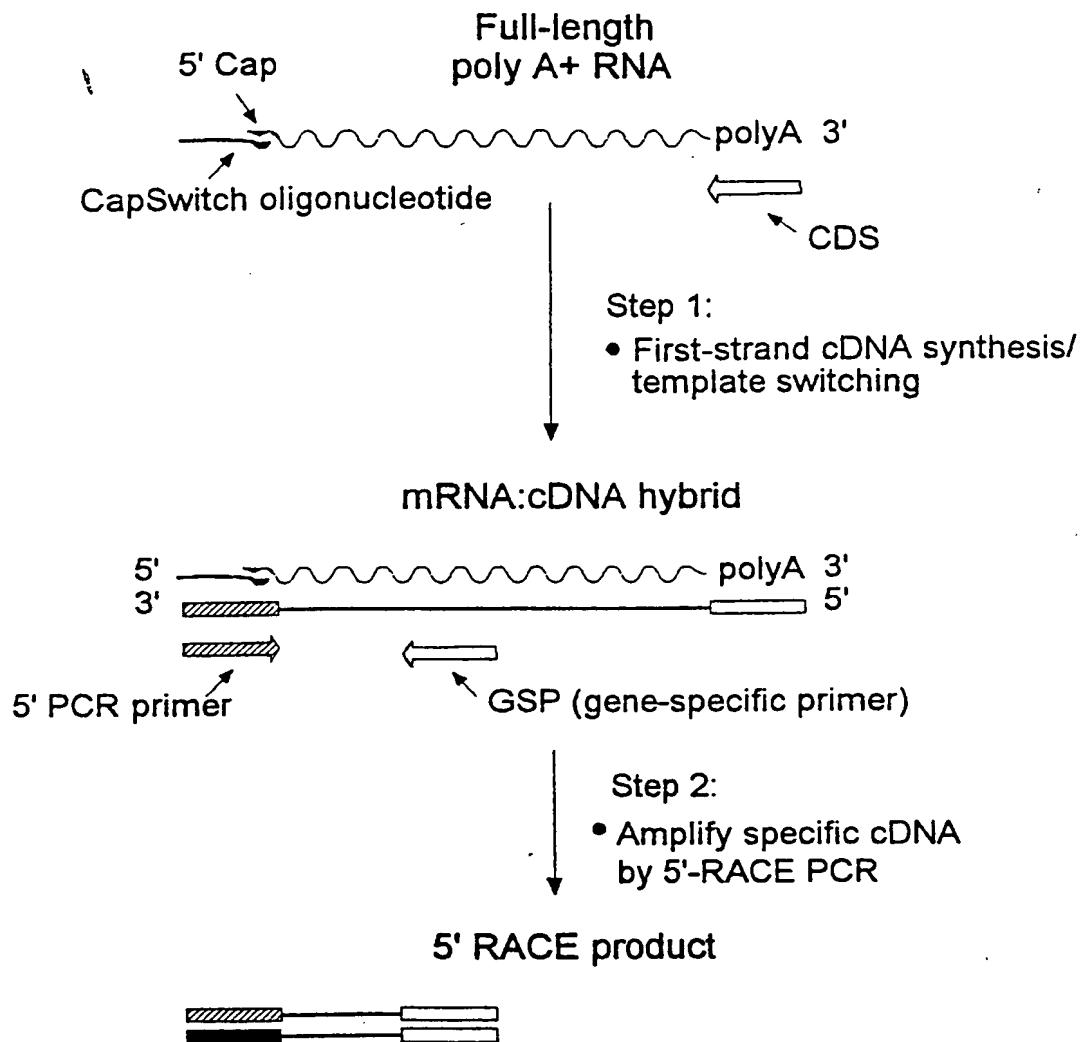 Full-length
poly A+ RNA
5' Cap
polyA 3'
CapSwitch oligonucleotide
CDS
Step 1:
• First-strand cDNA synthesis/
template switching
mRNA:cDNA hybrid
5' polyA 3'
3' 5'
5' PCR primer
GSP (gene-specific primer)
Step 2:
• Amplify specific cDNA
by 5'-RACE PCR
5' RACE product